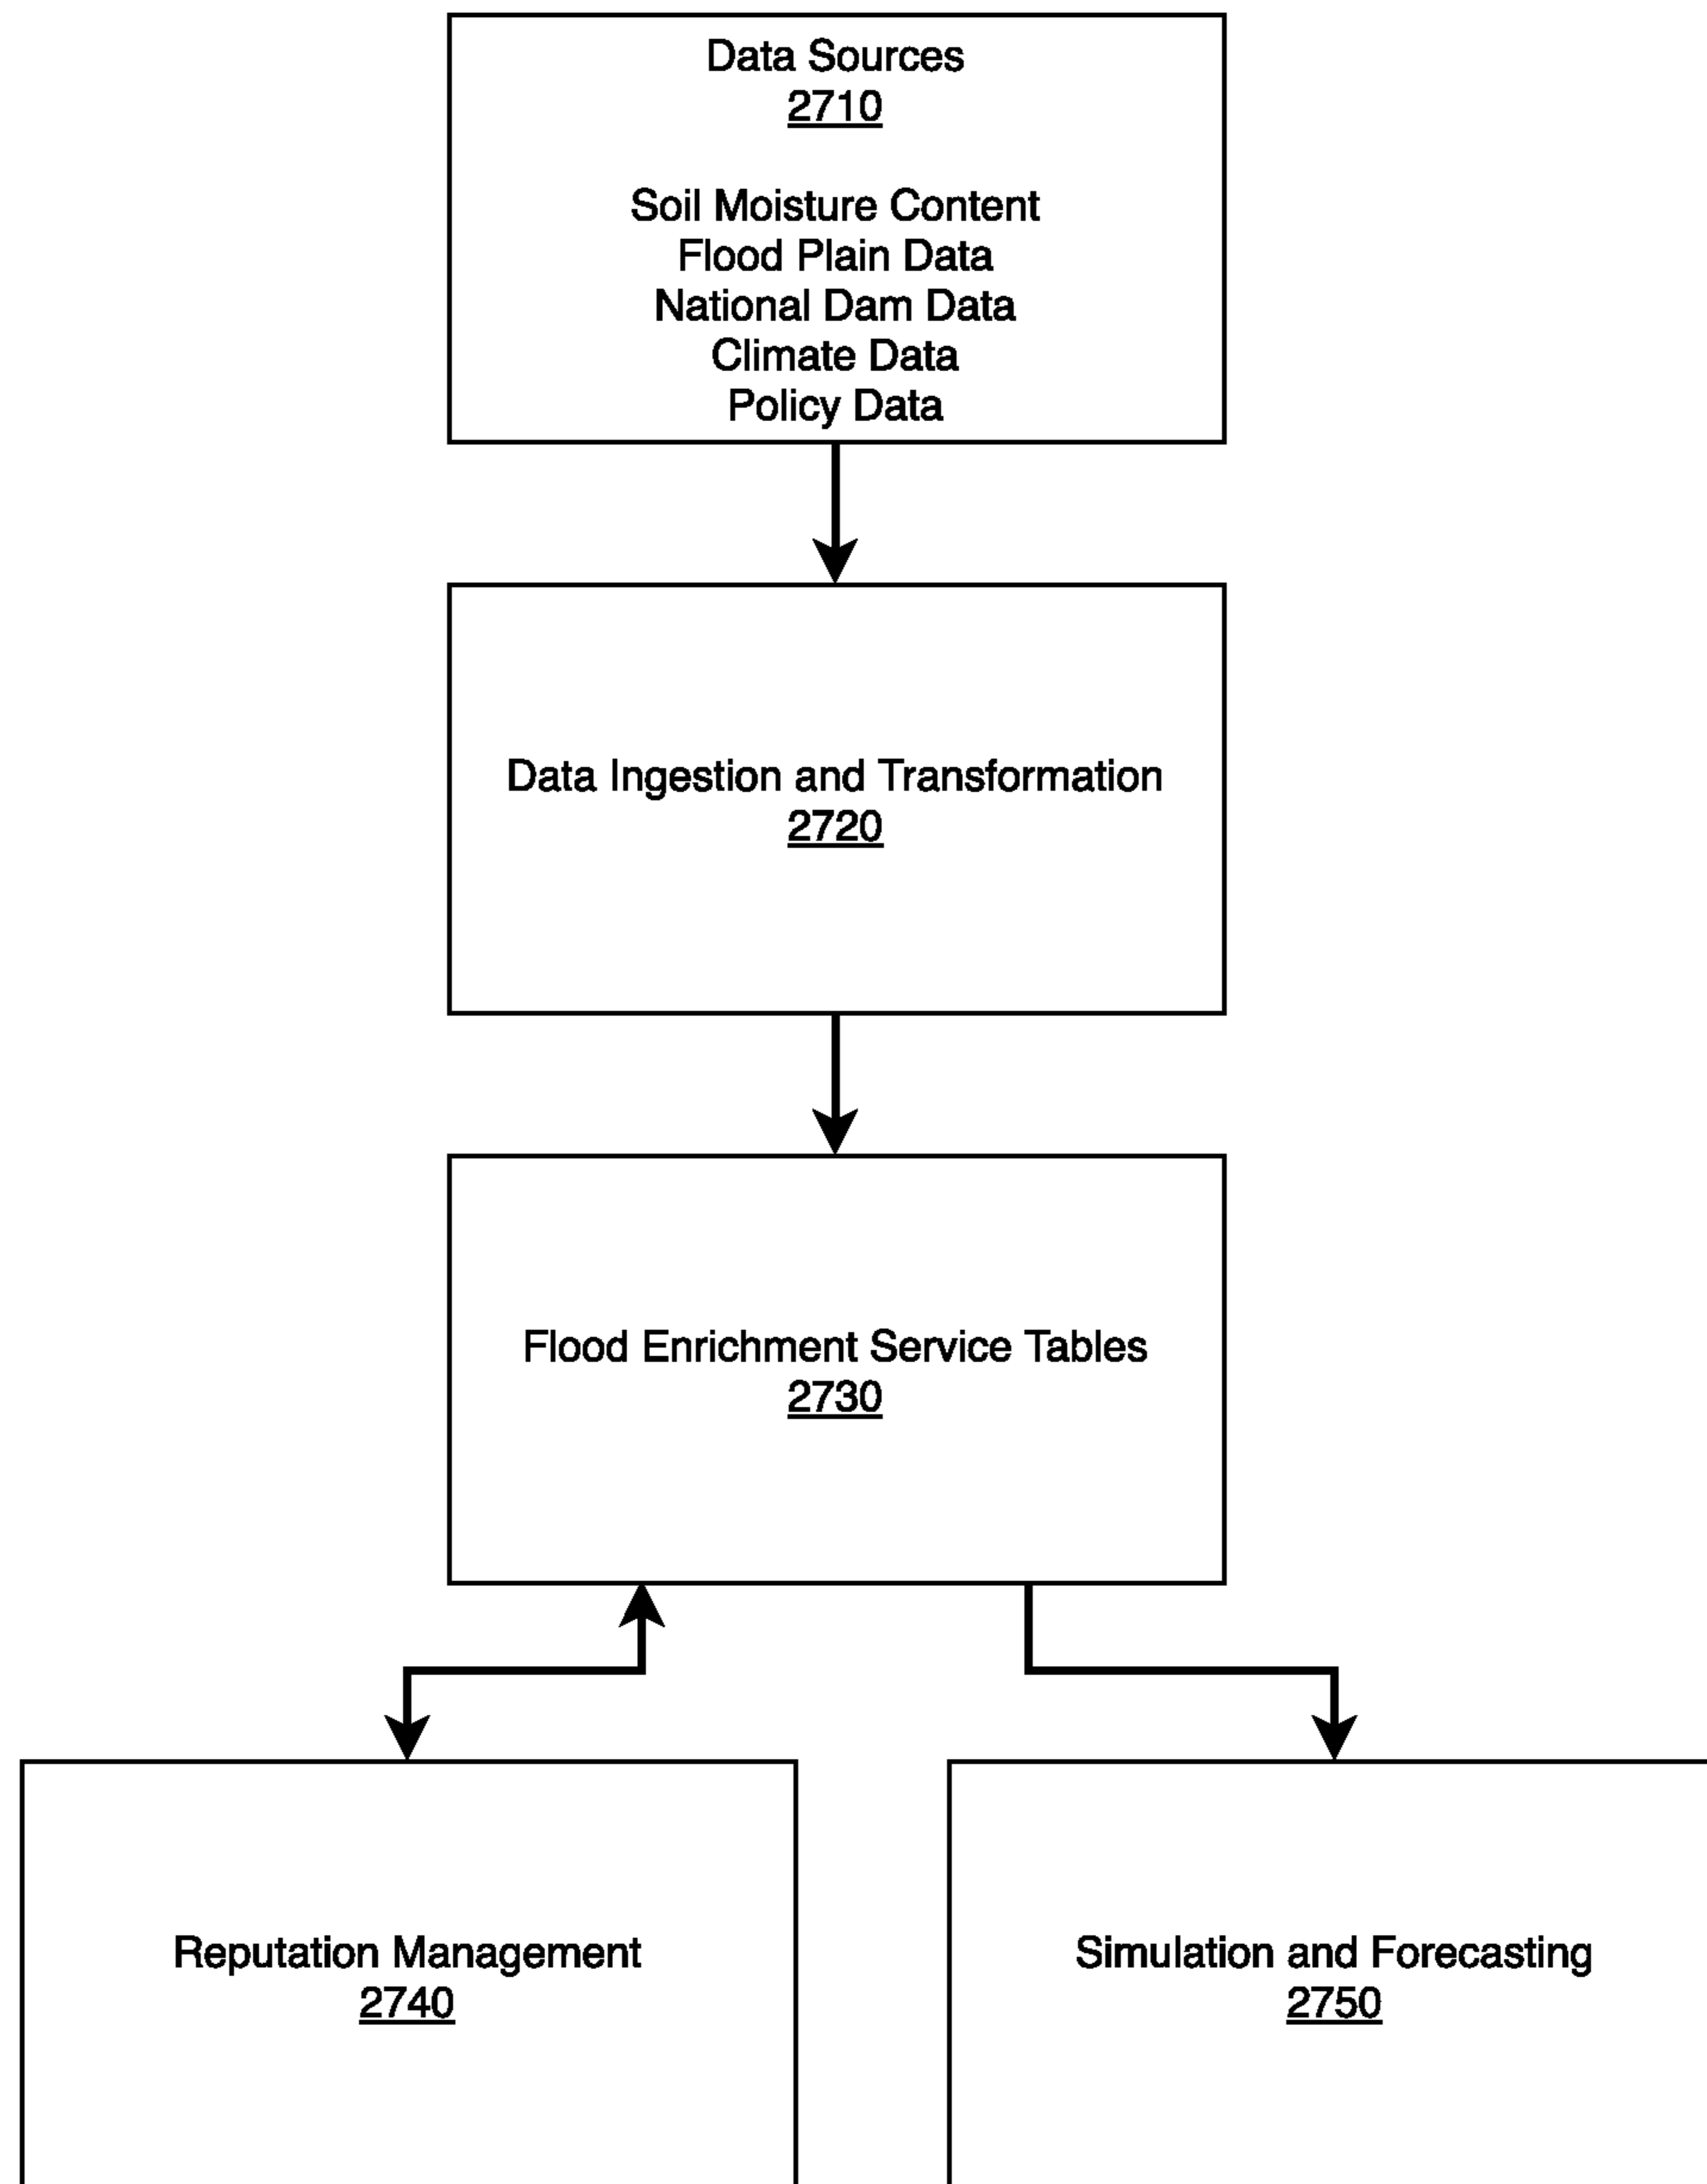 Data Sources
2710
Soil Moisture Content
Flood Plain Data
National Dam Data
Climate Data
Policy Data
Data Ingestion and Transformation
2720
Flood Enrichment Service Tables
2730
Reputation Management
2740
Simulation and Forecasting
2750